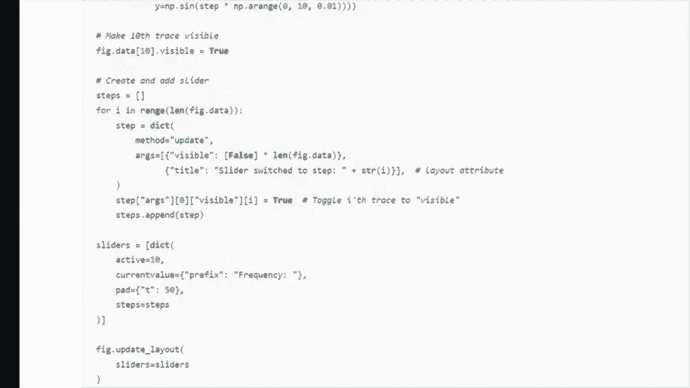 y=np.sin(step * np.arange(0, 10, 0.01))))
# Make 10th trace visible
fig.data[10].visible = True
# Create and add slider
steps = []
for i in range(len(fig.data)):
    step = dict(
        method="update",
        args=[{"visible": [False] * len(fig.data)},
              {"title": "Slider switched to step: " + str(i)}],  # layout attribute
    )
    step["args"][0]["visible"][i] = True  # Toggle i'th trace to "visible"
    steps.append(step)
sliders = [dict(
    active=10,
    currentvalue={"prefix": "Frequency: "},
    pad={"t": 50},
    steps=steps
)]
fig.update_layout(
    sliders=sliders
)